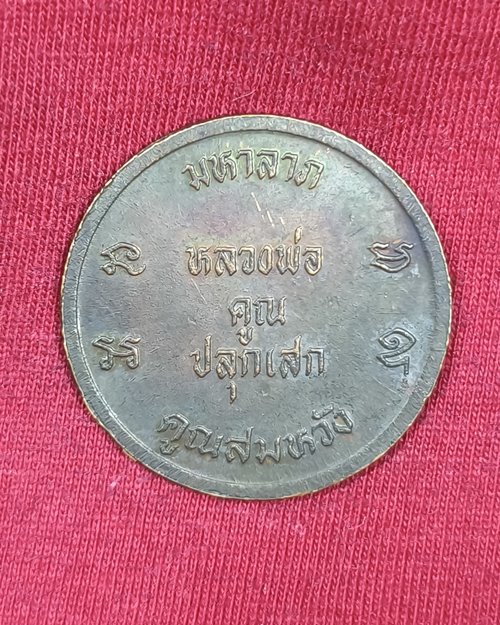 มหาลาภ
หลวงพ่อ
คูณ
ปลุกเสก
คูณสมหวัง